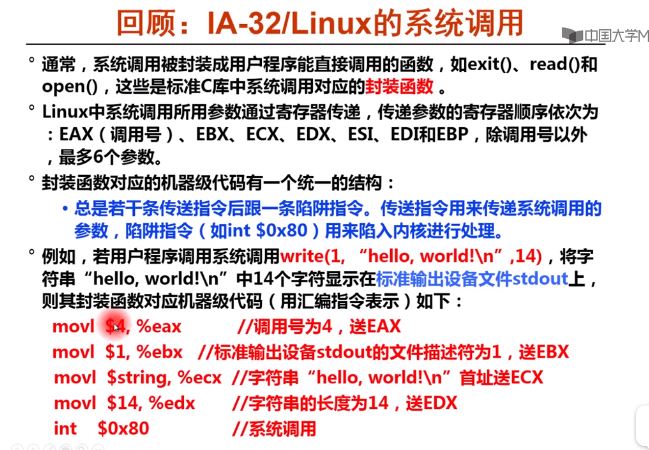 回顾：IA-32/Linux的系统调用
中国大学M
° 通常，系统调用被封装成用户程序能直接调用的函数，如exit()、read()和
open()，这些是标准C库中系统调用对应的封装函数 。
° Linux中系统调用所用参数通过寄存器传递，传递参数的寄存器顺序依次为
：EAX（调用号）、EBX、ECX、EDX、ESI、EDI和EBP，除调用号以外
，最多6个参数。
° 封装函数对应的机器级代码有一个统一的结构：
• 总是若干条传送指令后跟一条陷阱指令。传送指令用来传递系统调用的
参数，陷阱指令（如int $0x80）用来陷入内核进行处理。
° 例如，若用户程序调用系统调用write(1, “hello, world!\n”,14)，将字
符串“hello, world!\n”中14个字符显示在标准输出设备文件stdout上，
则其封装函数对应机器级代码（用汇编指令表示）如下：
movl $4, %eax //调用号为4，送EAX
movl $1, %ebx //标准输出设备stdout的文件描述符为1，送EBX
movl $string, %ecx //字符串“hello, world!\n”首址送ECX
movl $14, %edx //字符串的长度为14，送EDX
int $0x80 //系统调用